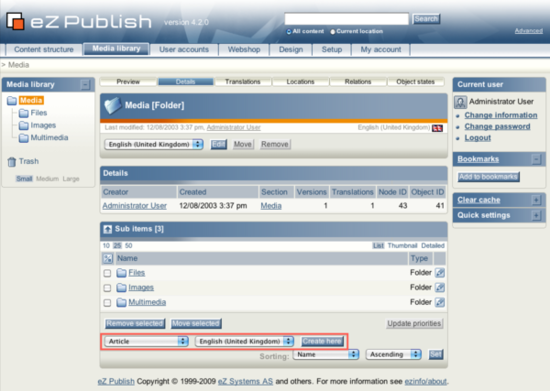 eZ Publish version 4.2.0
Search
All content Current location
Advanced
Content structure Media library User accounts Webshop Design Setup My account
> Media
Media library
Media
Files
Images
Multimedia
Trash
Small Medium Large
Preview Details Translations Locations Relations Object states
Media [Folder]
Last modified: 12/08/2003 3:37 pm, Administrator User English (United Kingdom)
English (United Kingdom) Edit Move Remove
Details
Creator Created Section Versions Translations Node ID Object ID
Administrator User 12/08/2003 3:37 pm Media 1 1 43 41
Sub items [3]
10 25 50 List Thumbnail Detailed
Name Type
Files Folder
Images Folder
Multimedia Folder
Remove selected Move selected Update priorities
Article English (United Kingdom) Create here
Sorting: Name Ascending Set
Current user
Administrator User
Change information
Change password
Logout
Bookmarks
Add to bookmarks
Clear cache
Quick settings
eZ Publish Copyright © 1999-2009 eZ Systems AS and others. For more information see ezinfo/about.